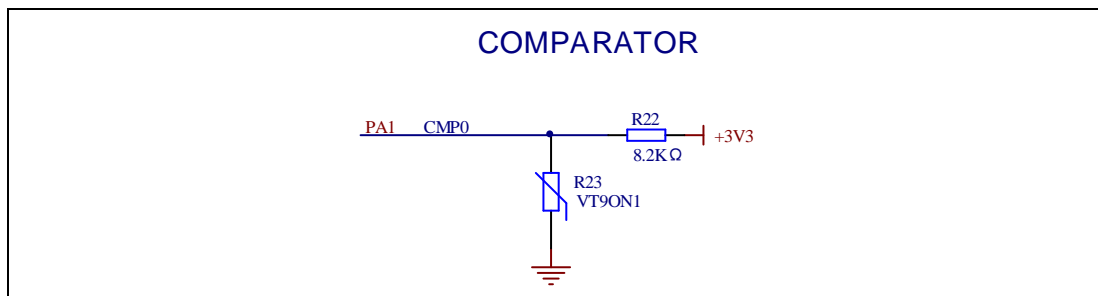 COMPARATOR
PA1 CMP0
R22
8.2KΩ
+3V3
R23
VT9ON1